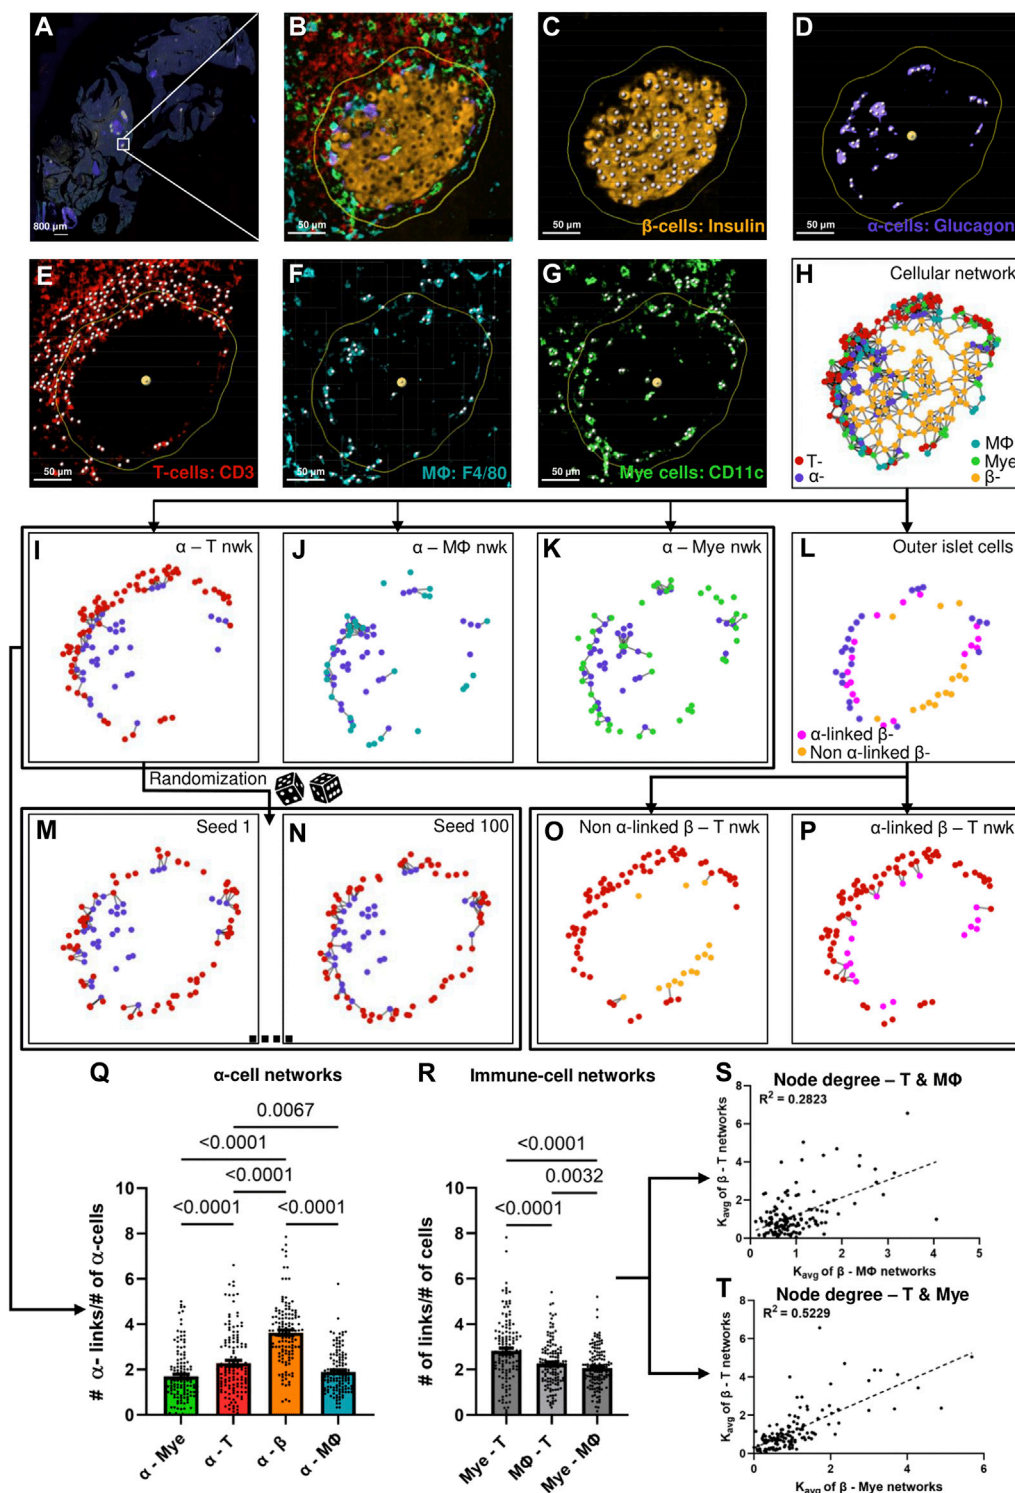 A
800 µm
B
50 µm
C
50 µm
β-cells: Insulin
D
50 µm
α-cells: Glucagon
E
50 µm
T-cells: CD3
F
50 µm
MΦ: F4/80
G
50 µm
Mye cells: CD11c
H
Cellular network
T-
α-
MΦ
Mye
β-
I
α – T nwk
J
α – MΦ nwk
K
α – Mye nwk
L
Outer islet cells
α-linked β-
Non α-linked β-
Randomization
M
Seed 1
N
Seed 100
O
Non α-linked β – T nwk
P
α-linked β – T nwk
Q
α-cell networks
0.0067
<0.0001
<0.0001
<0.0001
<0.0001
# α- links/# of α-cells
10
8
6
4
2
0
α - Mye
α - T
α - β
α - MΦ
R
Immune-cell networks
<0.0001
0.0032
<0.0001
# of links/# of cells
10
8
6
4
2
0
Mye - T
MΦ - T
Mye - MΦ
S
Node degree – T & MΦ
R² = 0.2823
Kavg of β - T networks
8
6
4
2
0
0 1 2 3 4 5
Kavg of β - MΦ networks
T
Node degree – T & Mye
R² = 0.5229
Kavg of β - T networks
8
6
4
2
0
0 2 4 6
Kavg of β - Mye networks